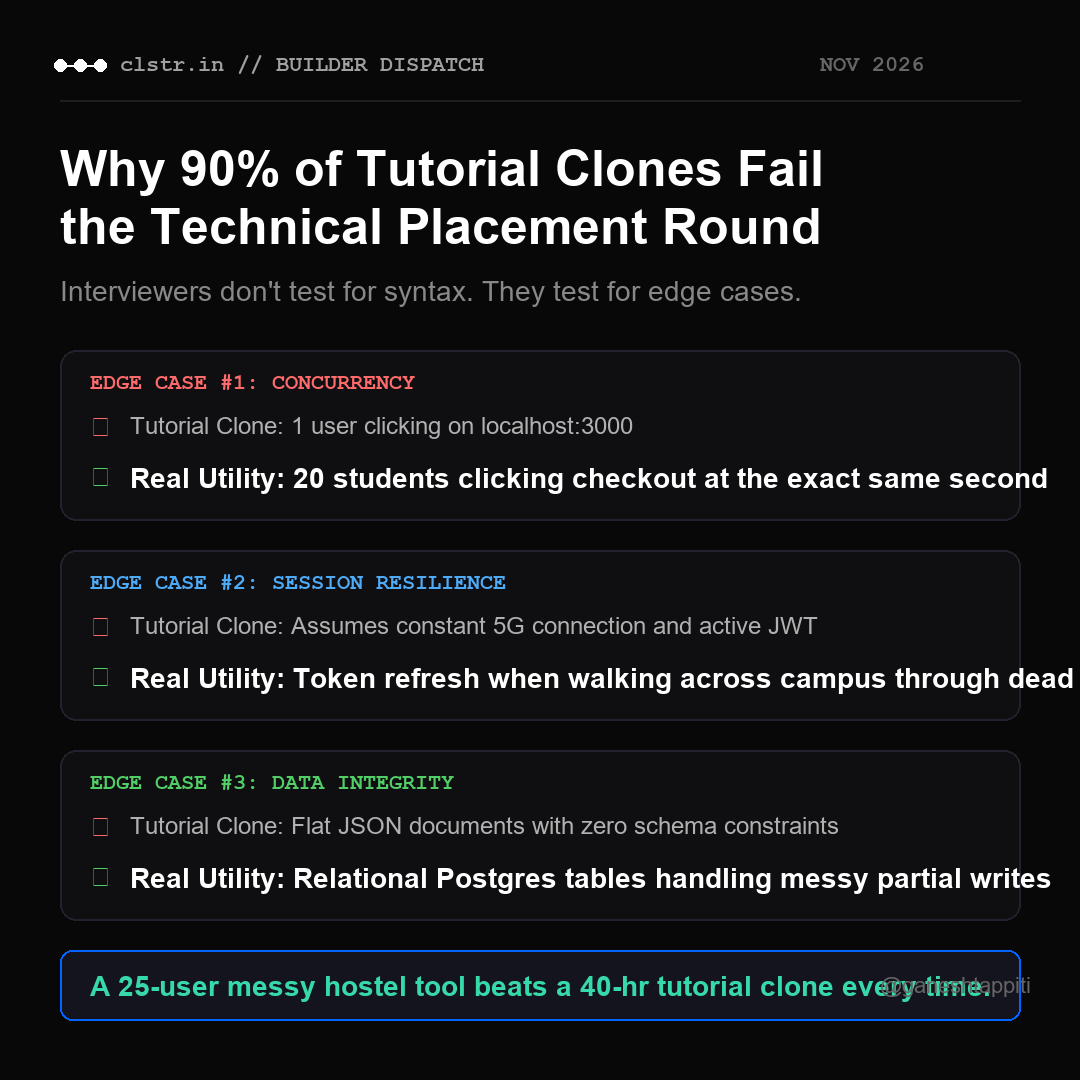 clstr.in // BUILDER DISPATCH
NOV 2026
Why 90% of Tutorial Clones Fail
the Technical Placement Round
Interviewers don't test for syntax. They test for edge cases.
EDGE CASE #1: CONCURRENCY
Tutorial Clone: 1 user clicking on localhost:3000
Real Utility: 20 students clicking checkout at the exact same second
EDGE CASE #2: SESSION RESILIENCE
Tutorial Clone: Assumes constant 5G connection and active JWT
Real Utility: Token refresh when walking across campus through dead
EDGE CASE #3: DATA INTEGRITY
Tutorial Clone: Flat JSON documents with zero schema constraints
Real Utility: Relational Postgres tables handling messy partial writes
A 25-user messy hostel tool beats a 40-hr tutorial clone every time.
@ganeshtappiti